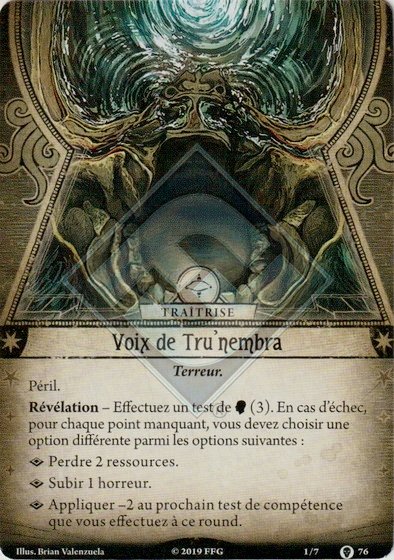 TRAÎTRISE
Voix de Tru'nembra
Terreur.
Péril.
Révélation – Effectuez un test de (3). En cas d'échec,
pour chaque point manquant, vous devez choisir une
option différente parmi les options suivantes :
Perdre 2 ressources.
Subir 1 horreur.
Appliquer –2 au prochain test de compétence
que vous effectuez à ce round.
Illus. Brian Valenzuela © 2019 FFG 1/7 76